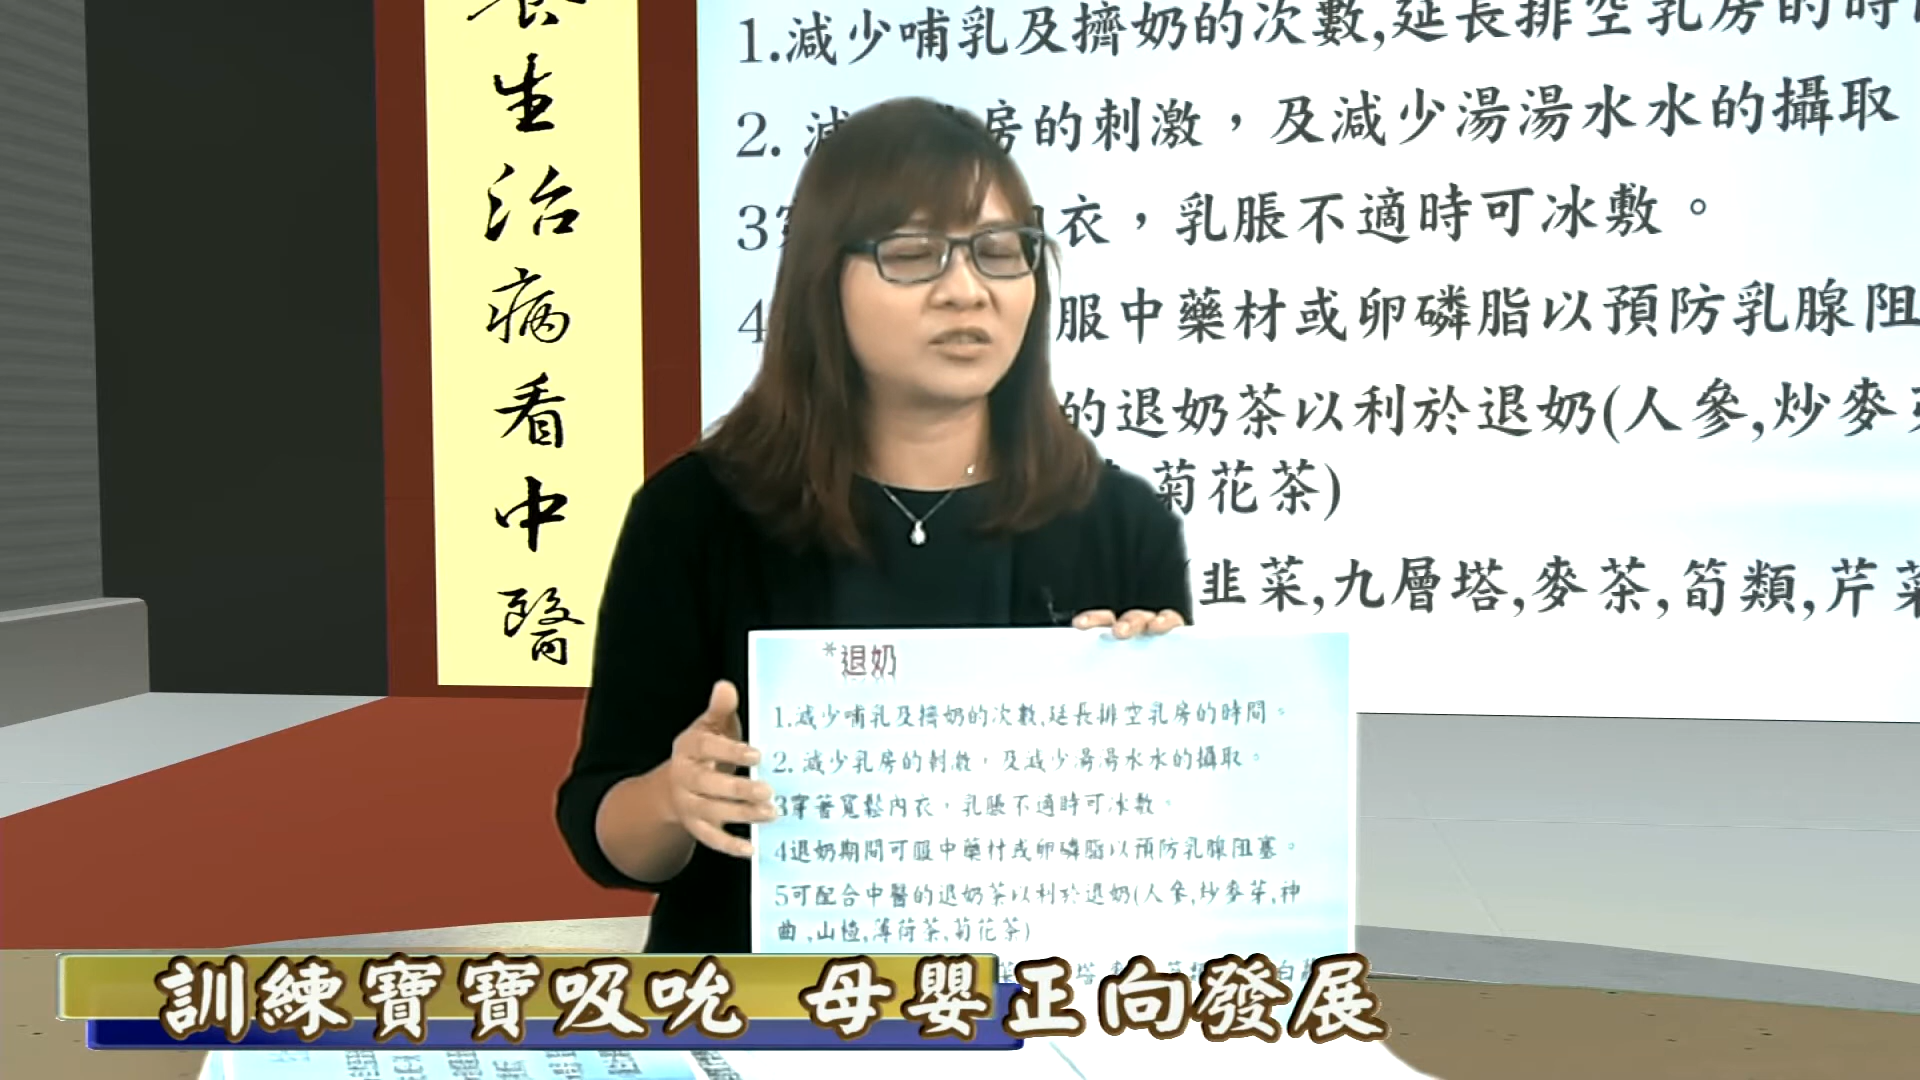 養生治病看中醫
1.減少哺乳及擠奶的次數,延長排空乳房的時
2. 減 房的刺激，及減少湯湯水水的攝取
3穿 衣，乳脹不適時可冰敷。
4 服中藥材或卵磷脂以預防乳腺阻
的退奶茶以利於退奶(人參,炒麥
菊花茶)
韭菜,九層塔,麥茶,筍類,芹菜
*退奶
1.減少哺乳及擠奶的次數,延長排空乳房的時間。
2. 減少乳房的刺激，及減少湯湯水水的攝取。
3穿著寬鬆內衣，乳脹不適時可冰敷。
4退奶期間可服中藥材或卵磷脂以預防乳腺阻塞。
5可配合中醫的退奶茶以利於退奶(人參,炒麥芽,神
曲,山楂,薄荷茶,菊花茶)
訓練寶寶吸吮 母嬰正向發展